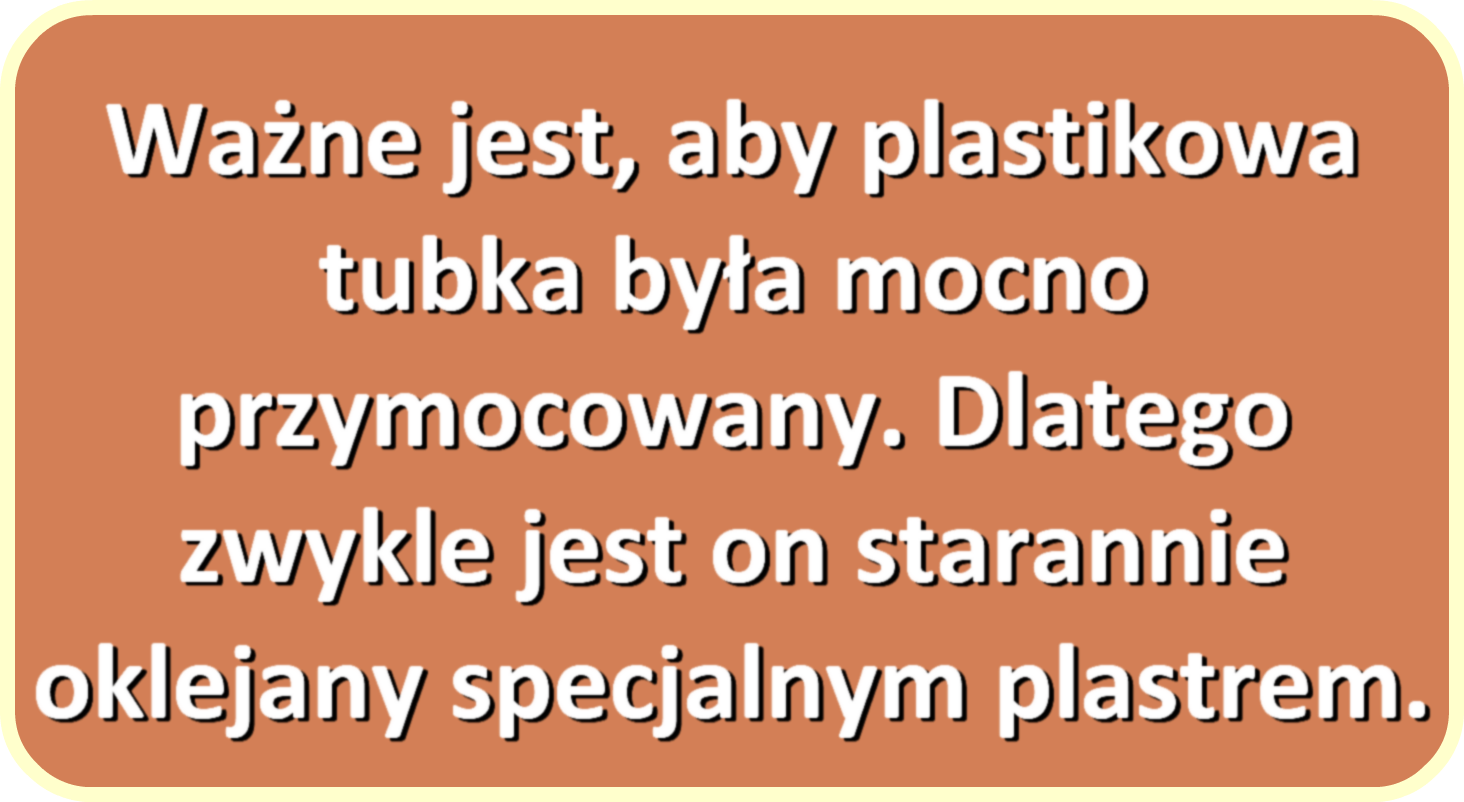 Ważne jest, aby plastikowa
tubka była mocno
przymocowany. Dlatego
zwykle jest on starannie
oklejany specjalnym plastrem.